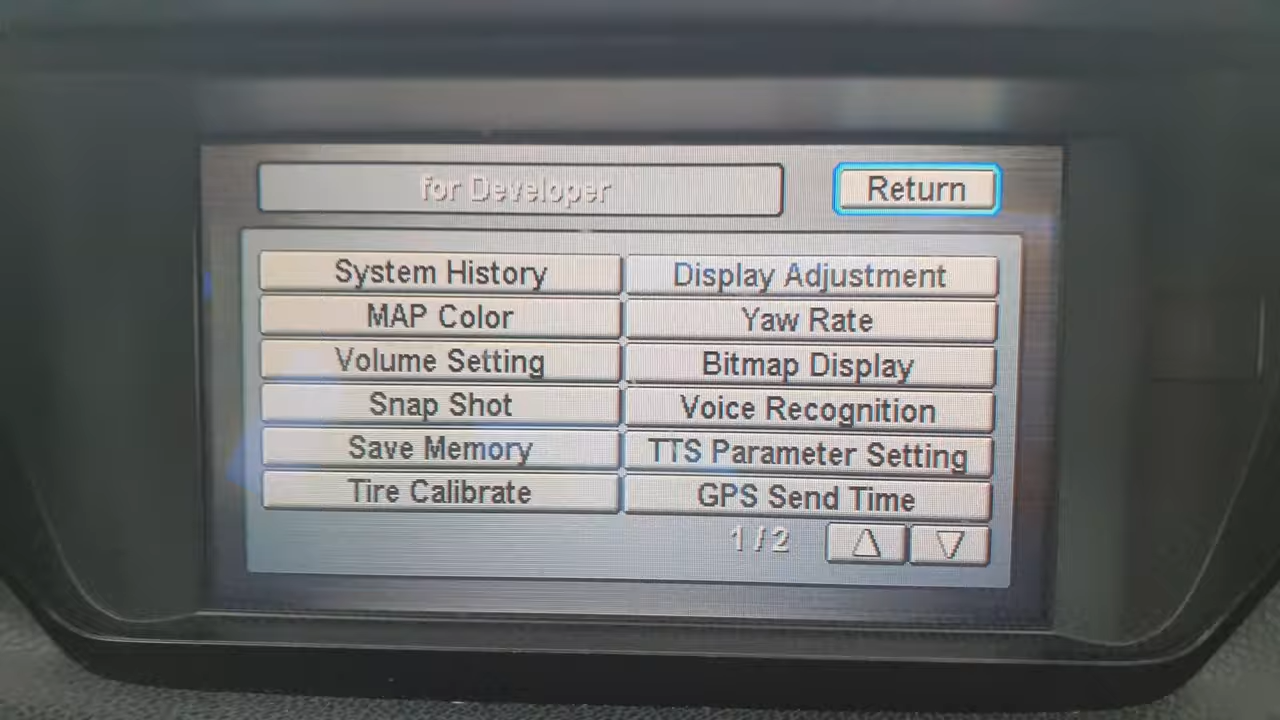 for Developer
Return
System History
Display Adjustment
MAP Color
Yaw Rate
Volume Setting
Bitmap Display
Snap Shot
Voice Recognition
Save Memory
TTS Parameter Setting
Tire Calibrate
GPS Send Time
1/2